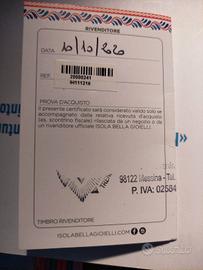 RIVENDITORE
DATA 10/10/2020
REF.
20000241
PROVA D'ACQUISTO
Il presente certificato sarà considerato valido solo se
accompagnato dalla relativa ricevuta d'acquisto
(es. scontrino fiscale) rilasciata da un negozio o da
un rivenditore ufficiale ISOLA BELLA GIOIELLI.
98122 Messina - Tel.
P. IVA: 02584
TIMBRO RIVENDITORE
ISOLABELLAGIOIELLI.COM